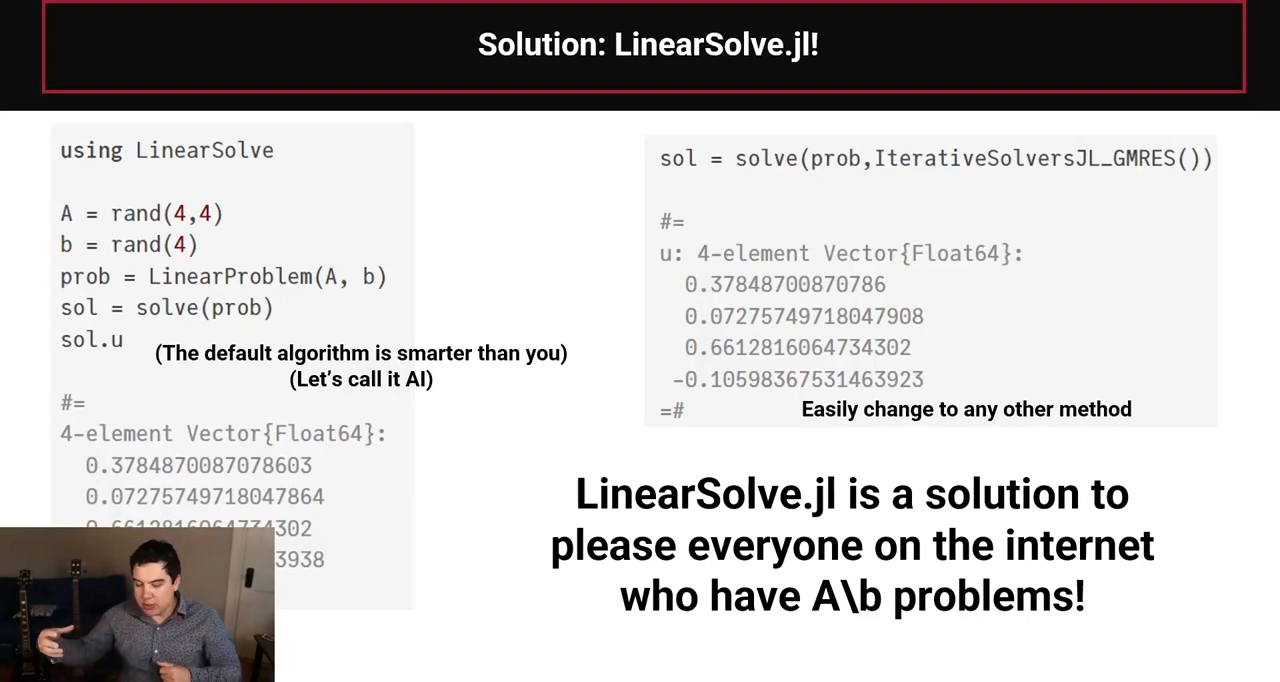 Solution: LinearSolve.jl!
using LinearSolve
A = rand(4,4)
b = rand(4)
prob = LinearProblem(A, b)
sol = solve(prob)
sol.u
(The default algorithm is smarter than you)
(Let's call it AI)
#=
4-element Vector{Float64}:
0.3784870087078603
0.07275749718047864
0.6612816064734302
3938
sol = solve(prob,IterativeSolversJL_GMRES())
#=
u: 4-element Vector{Float64}:
0.37848700870786
0.07275749718047908
0.6612816064734302
-0.10598367531463923
=#
Easily change to any other method
LinearSolve.jl is a solution to
please everyone on the internet
who have A\b problems!